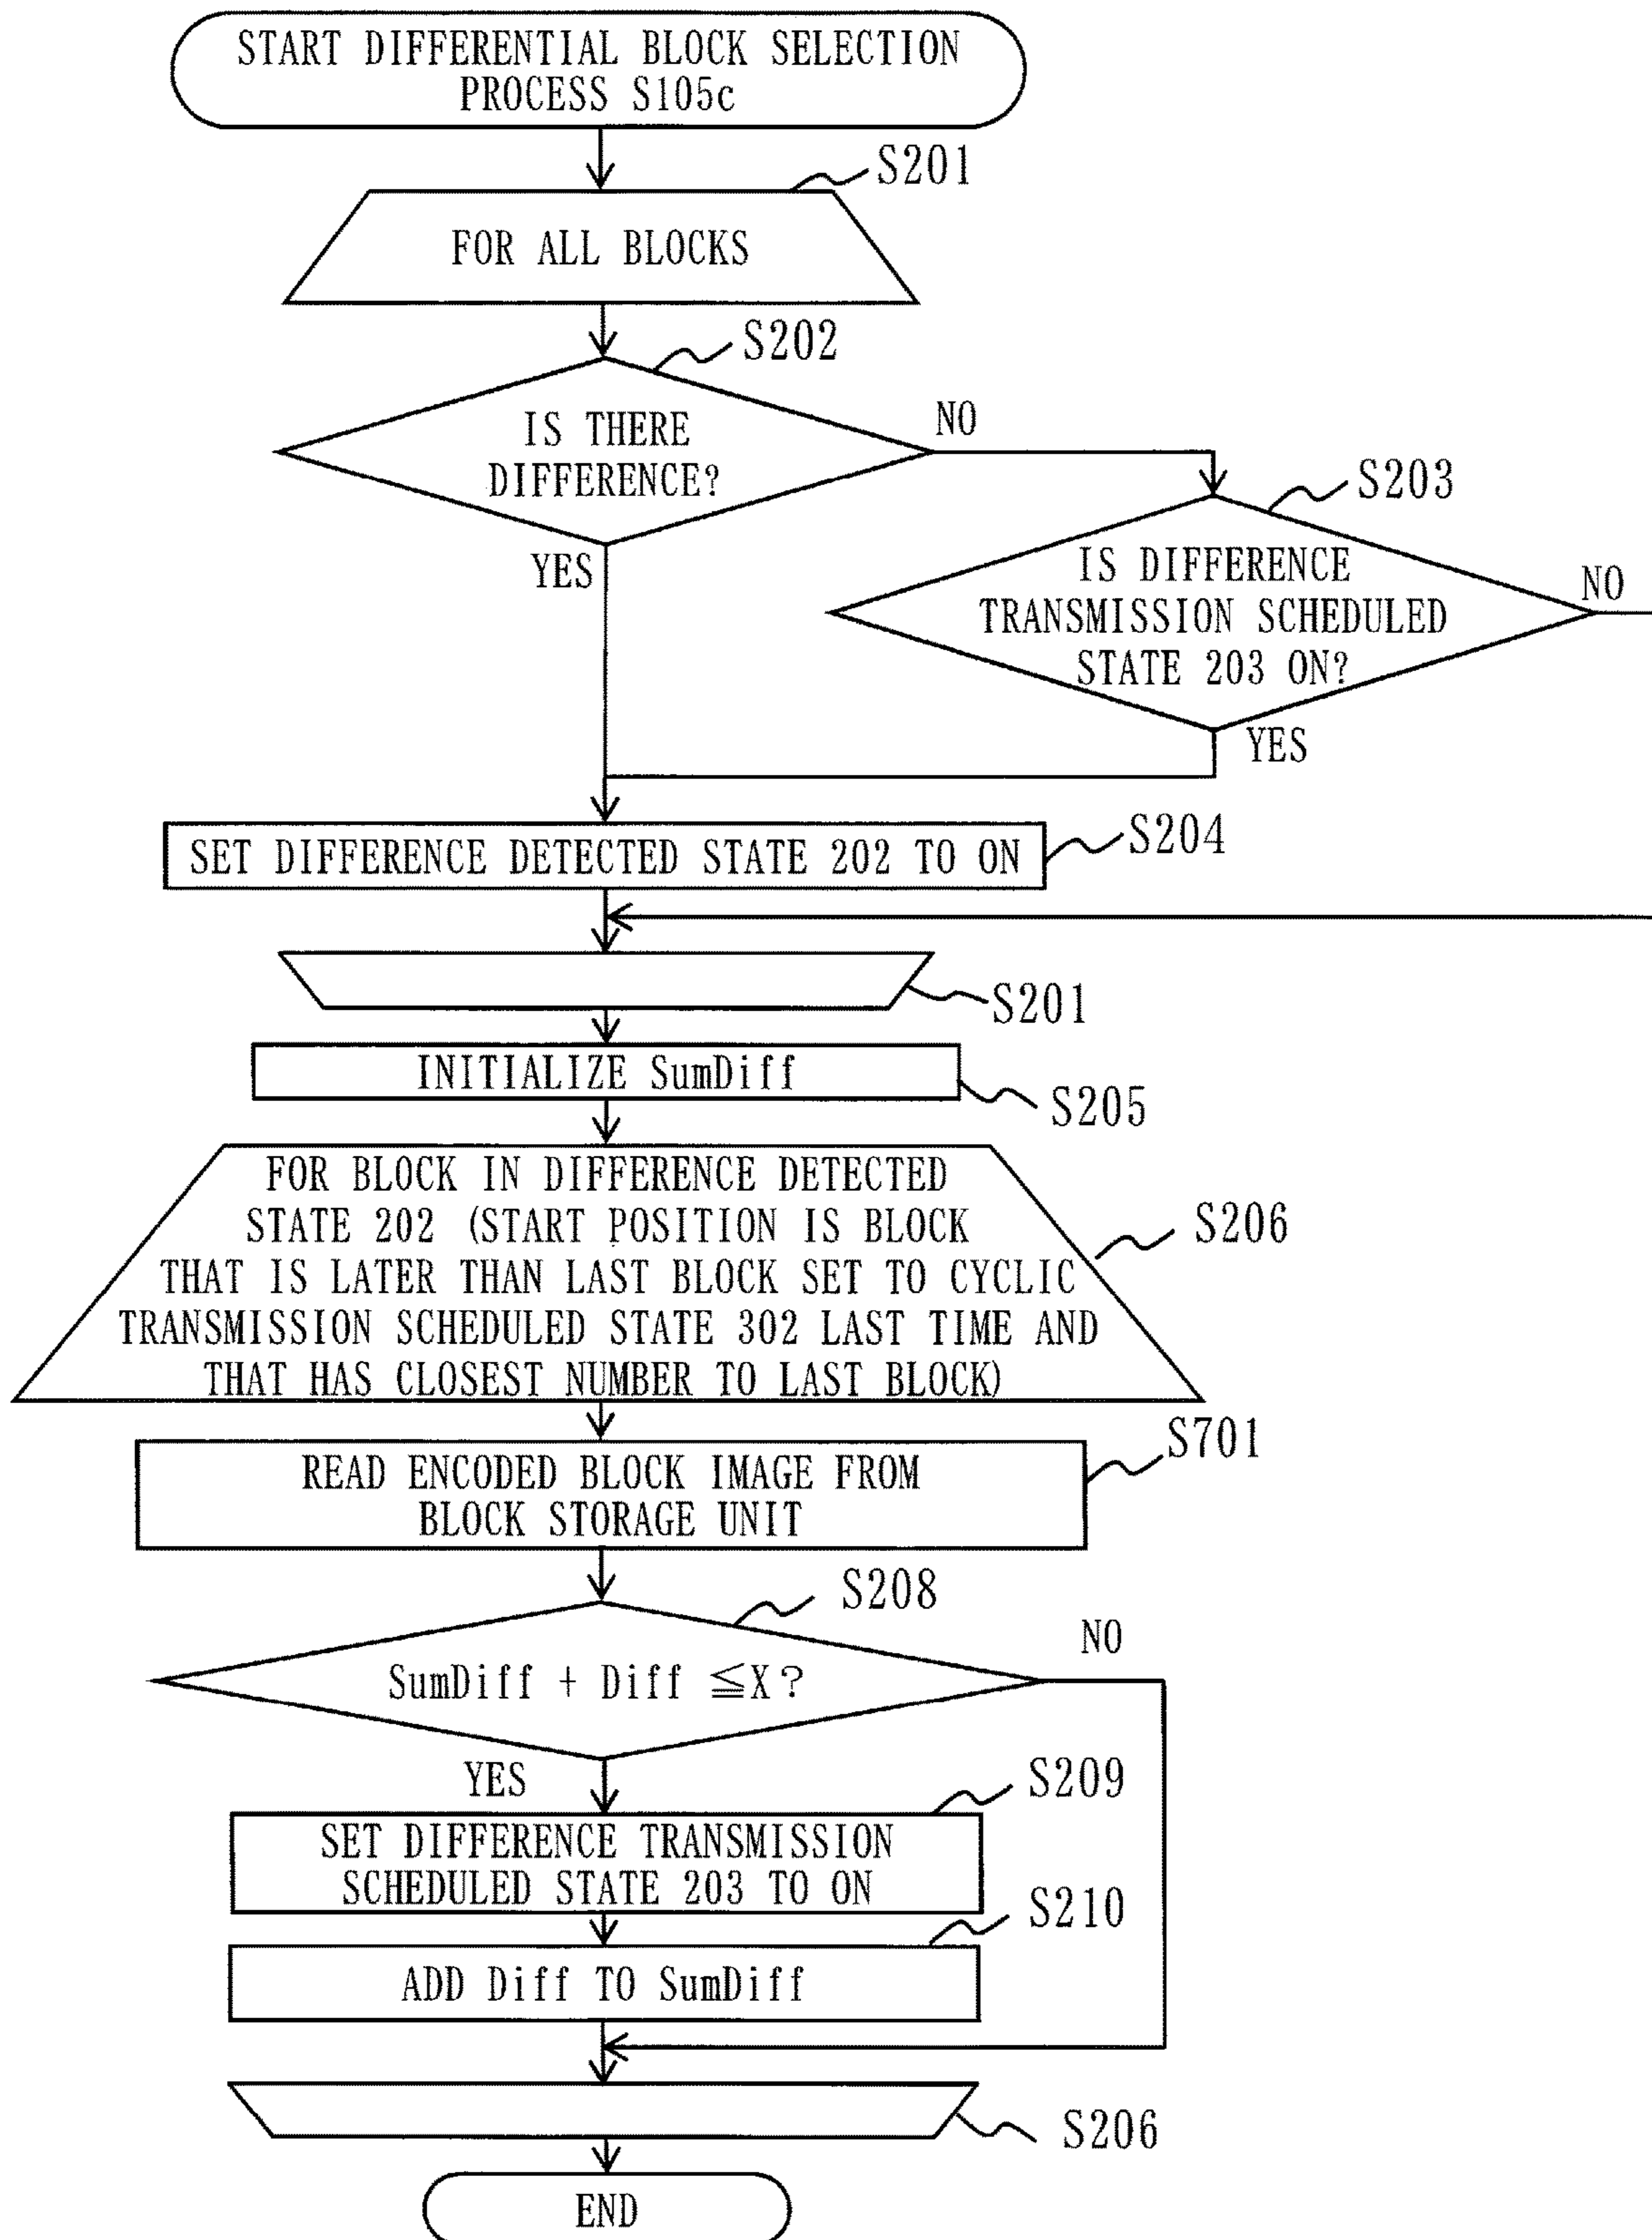 START DIFFERENTIAL BLOCK SELECTION
PROCESS S105c
S201
FOR ALL BLOCKS
S202
IS THERE
DIFFERENCE?
NO
YES
S203
IS DIFFERENCE
TRANSMISSION SCHEDULED
STATE 203 ON?
NO
YES
SET DIFFERENCE DETECTED STATE 202 TO ON
S204
S201
INITIALIZE SumDiff
S205
FOR BLOCK IN DIFFERENCE DETECTED
STATE 202 (START POSITION IS BLOCK
THAT IS LATER THAN LAST BLOCK SET TO CYCLIC
TRANSMISSION SCHEDULED STATE 302 LAST TIME AND
THAT HAS CLOSEST NUMBER TO LAST BLOCK)
S206
S701
READ ENCODED BLOCK IMAGE FROM
BLOCK STORAGE UNIT
S208
SumDiff + Diff ≦X?
NO
YES
S209
SET DIFFERENCE TRANSMISSION
SCHEDULED STATE 203 TO ON
S210
ADD Diff TO SumDiff
S206
END